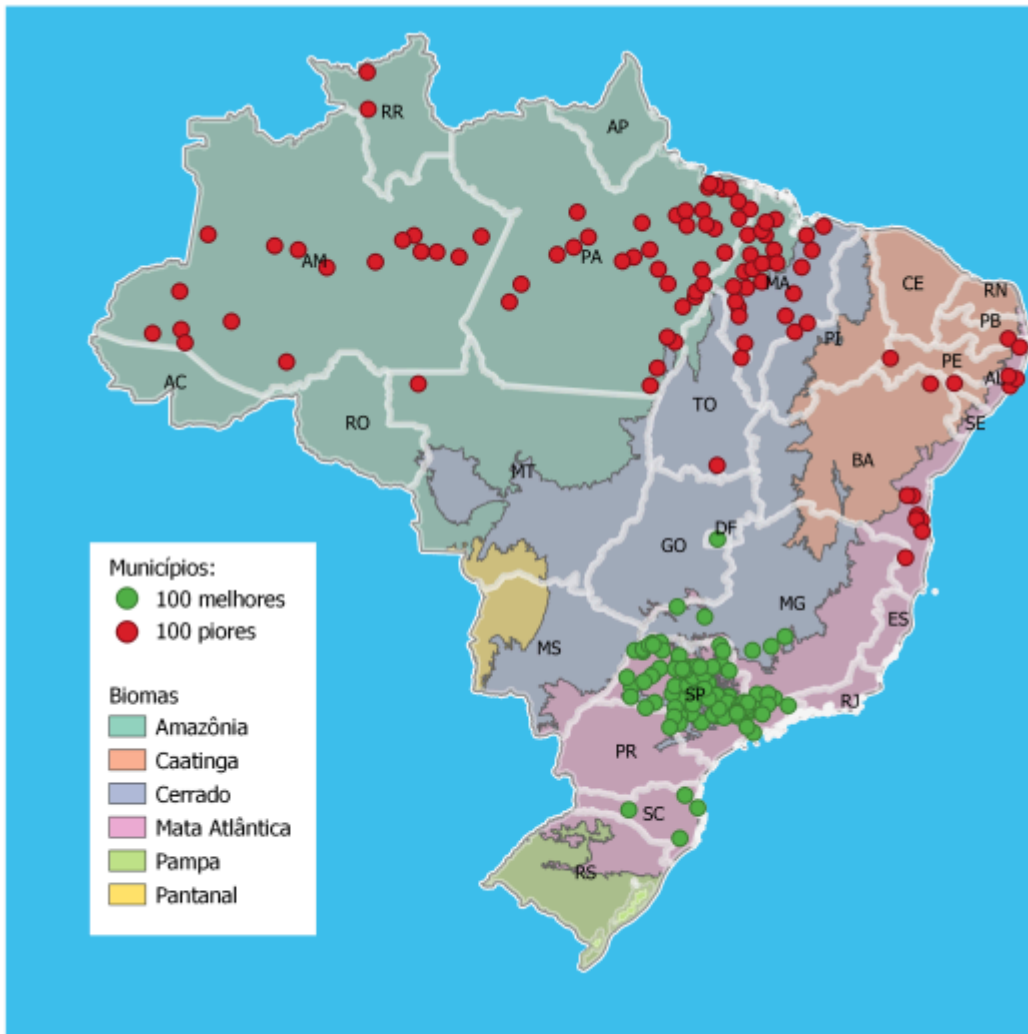 RR
AP
AM
PA
MA
CE
RN
PB
PI
PE
AL
AC
TO
SE
RO
BA
MT
DF
GO
Municípios:
100 melhores
100 piores
MG
ES
MS
SP
RJ
Biomas
Amazônia
Caatinga
Cerrado
Mata Atlântica
Pampa
Pantanal
PR
SC
RS